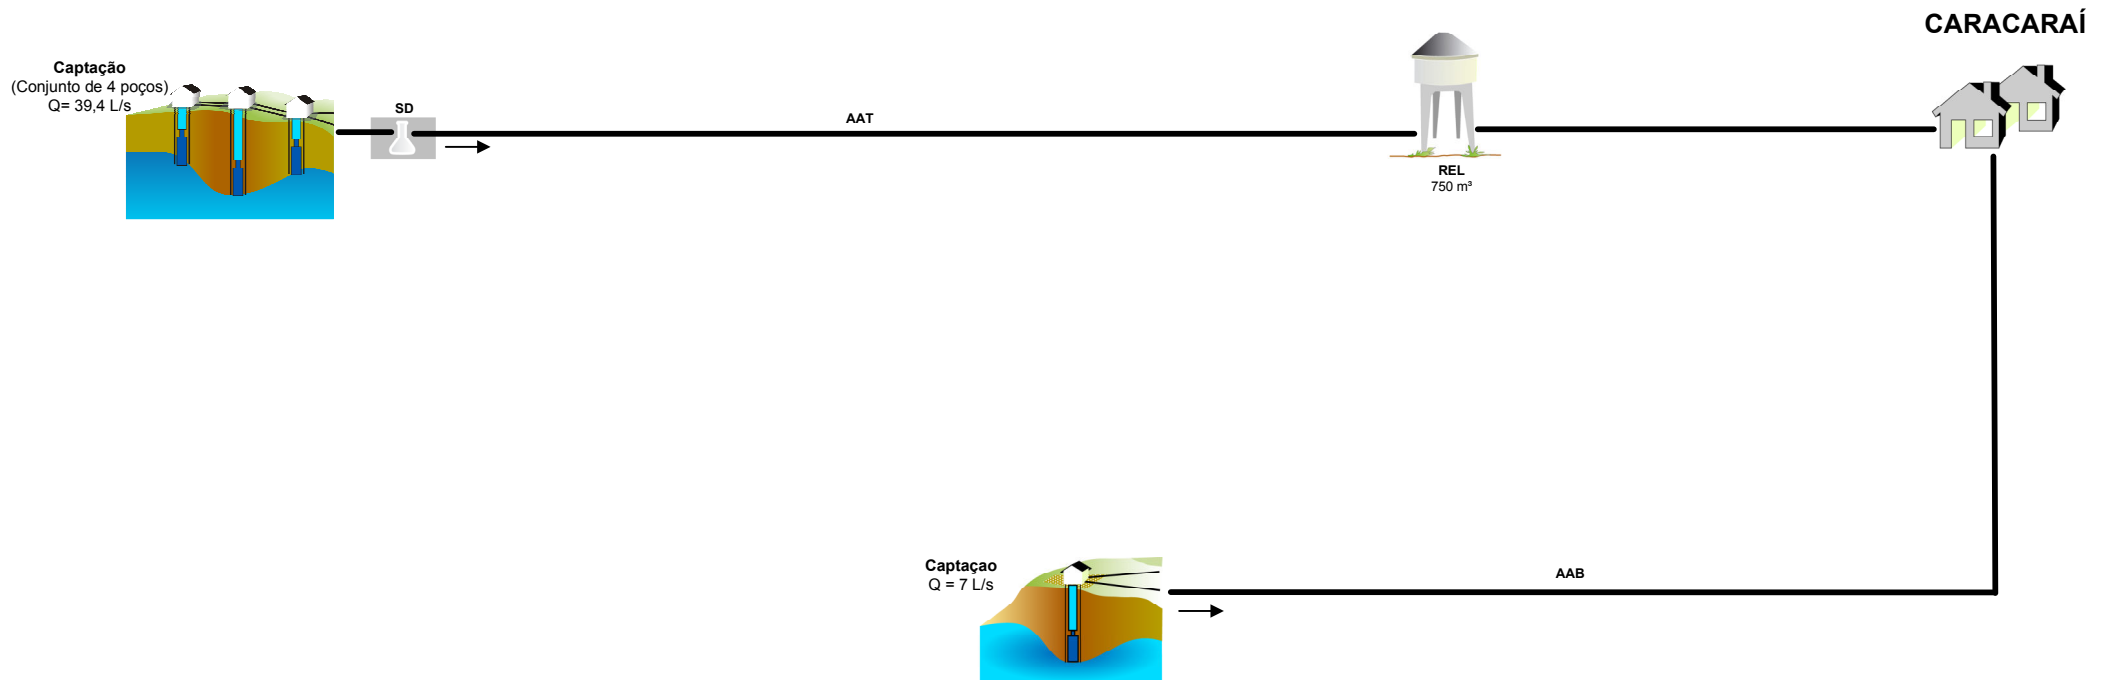 CARACARAÍ
Captação
(Conjunto de 4 poços)
Q= 39,4 L/s
SD
AAT
REL
750 m³
Captaçao
Q = 7 L/s
AAB